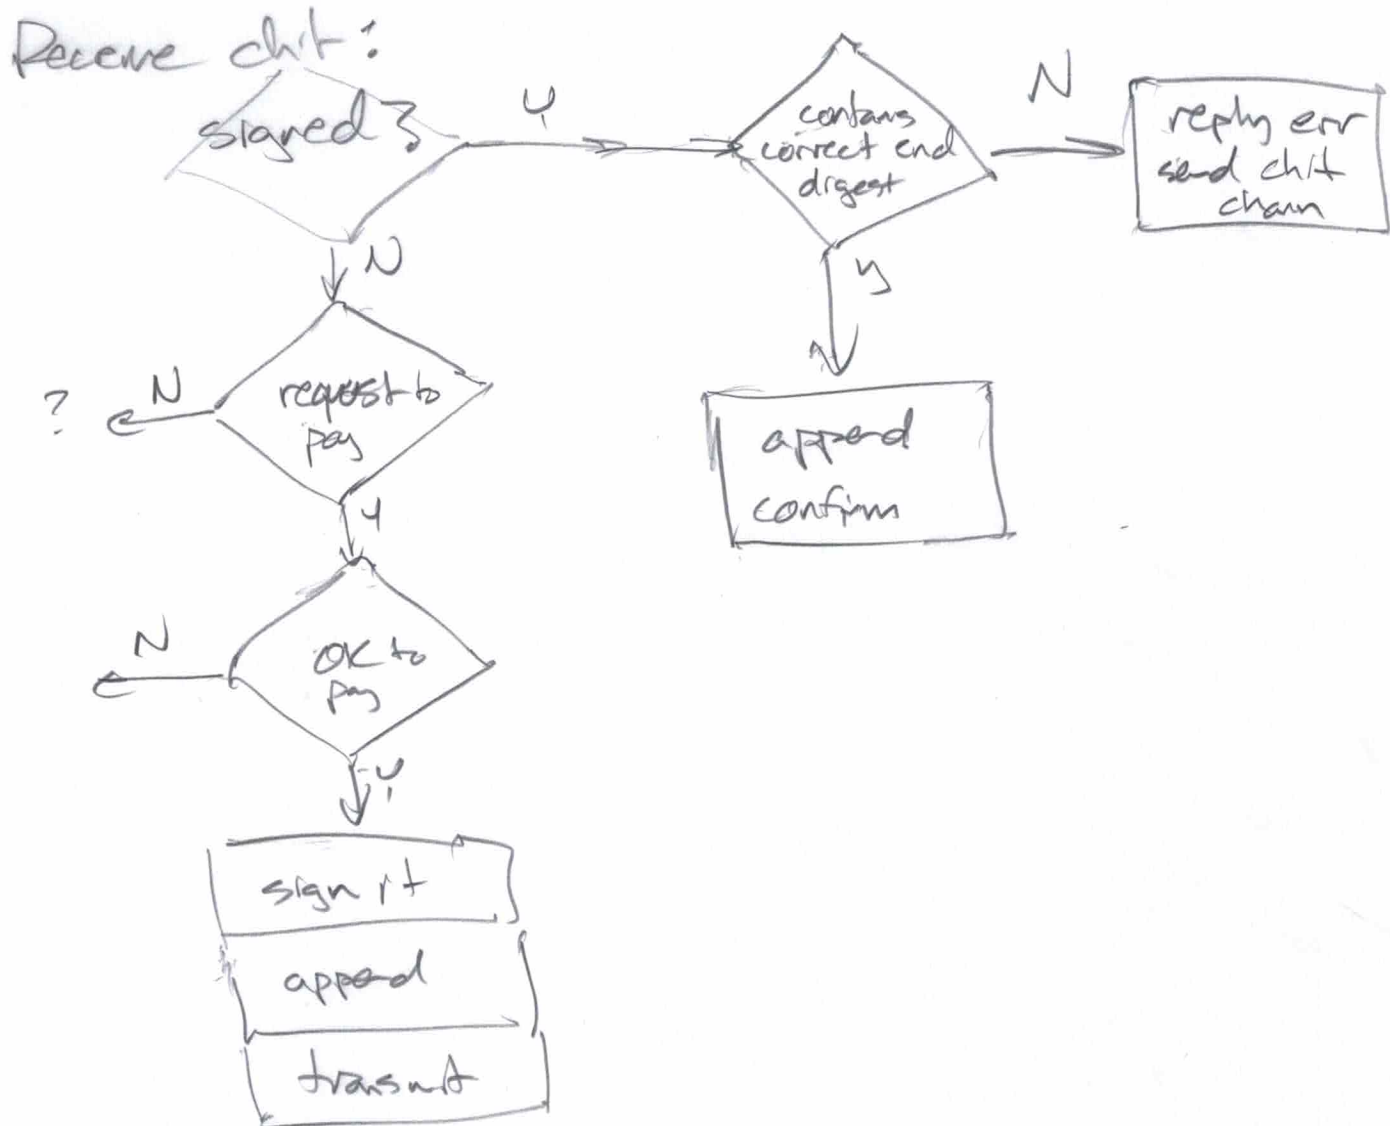 Receive chit:
signed?
Y
contains
correct end
digest
N
reply err
send chit
chain
N
y
request to
pay
N
?
append
confirm
Y
OK to
pay
N
Y
sign it
append
transmit